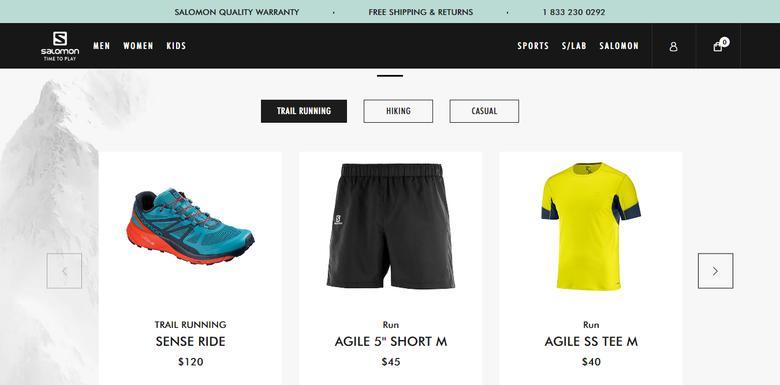 SALOMON QUALITY WARRANTY · FREE SHIPPING & RETURNS · 1 833 230 0292
SALOMON
TIME TO PLAY
MEN WOMEN KIDS
SPORTS S/LAB SALOMON
0
TRAIL RUNNING HIKING CASUAL
TRAIL RUNNING
SENSE RIDE
$120
Run
AGILE 5" SHORT M
$45
Run
AGILE SS TEE M
$40